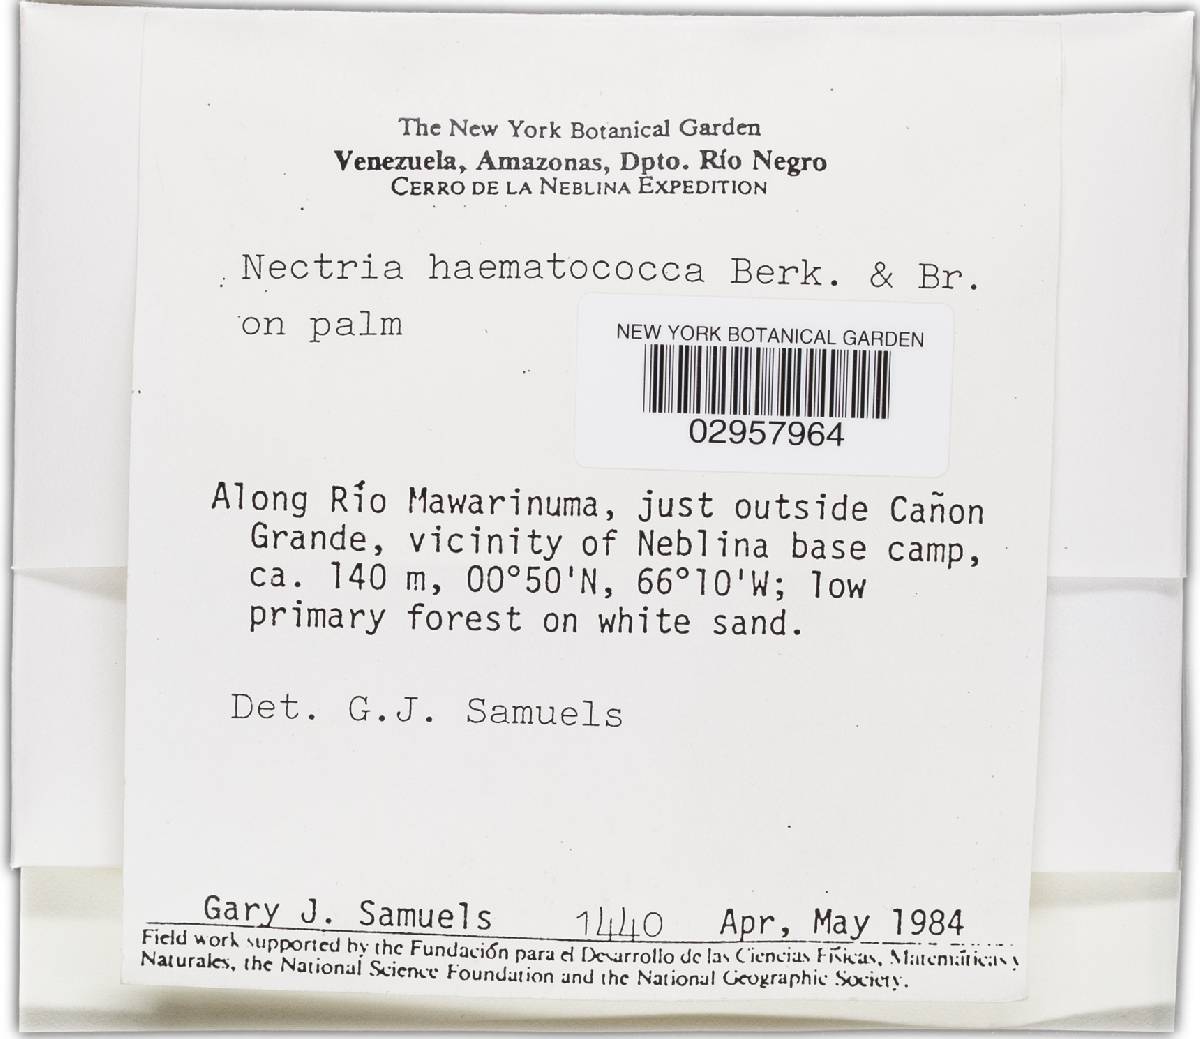 The New York Botanical Garden
Venezuela, Amazonas, Dpto. Río Negro
CERRO DE LA NEBLINA EXPEDITION
Nectria haematococca Berk. & Br.
on palm
NEW YORK BOTANICAL GARDEN
02957964
Along Río Mawarinuma, just outside Cañon
Grande, vicinity of Neblina base camp,
ca. 140 m, 00°50'N, 66°10'W; low
primary forest on white sand.
Det. G.J. Samuels
Gary J. Samuels 1440 Apr, May 1984
Field work supported by the Fundación para el Desarrollo de las Ciencias Físicas, Matemáticas y
Naturales, the National Science Foundation and the National Geographic Society.